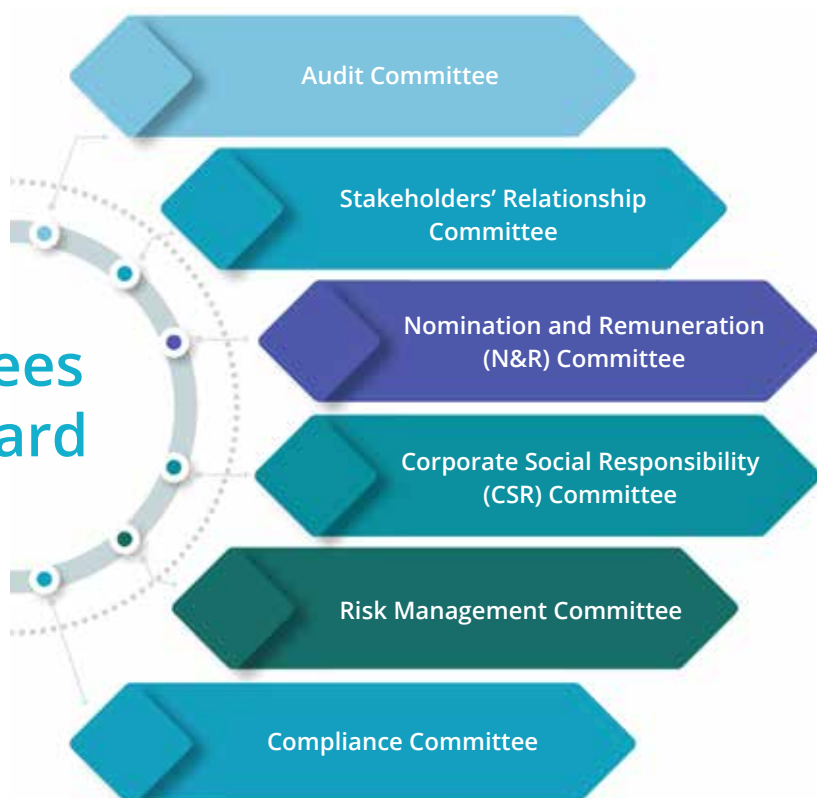 Audit Committee
Stakeholders’ Relationship
Committee
Nomination and Remuneration
(N&R) Committee
ees
ard
Corporate Social Responsibility
(CSR) Committee
Risk Management Committee
Compliance Committee